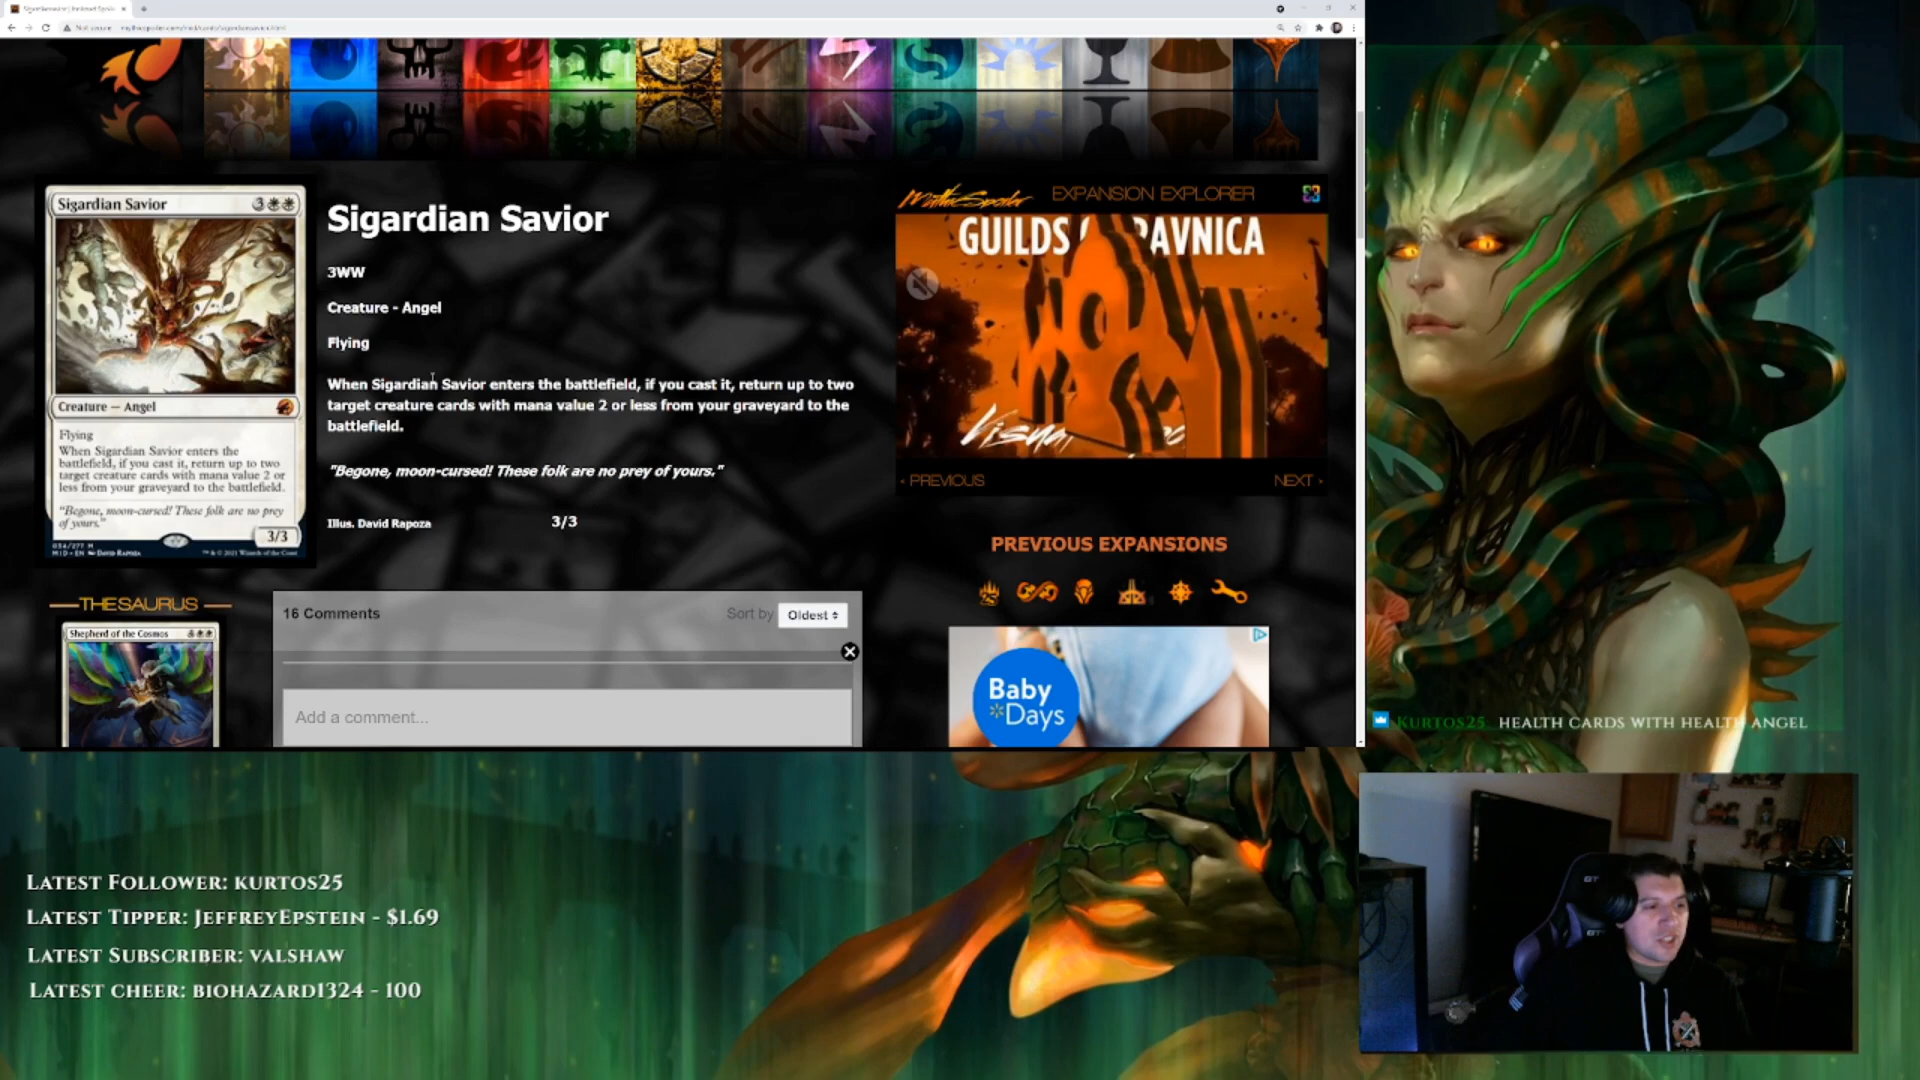 Not secure
Sigardian Savior 3
Creature — Angel
Flying
When Sigardian Savior enters the
battlefield, if you cast it, return up to two
target creature cards with mana value 2 or
less from your graveyard to the battlefield.
"Begone, moon-cursed! These folk are no prey
of yours."
3/3
Sigardian Savior
3WW
Creature - Angel
Flying
When Sigardian Savior enters the battlefield, if you cast it, return up to two
target creature cards with mana value 2 or less from your graveyard to the
battlefield.
"Begone, moon-cursed! These folk are no prey of yours."
Illus. David Rapoza 3/3
MythicSpoiler EXPANSION EXPLORER
GUILDS RAVNICA
‹ PREVIOUS NEXT ›
PREVIOUS EXPANSIONS
THESAURUS
Shepherd of the Cosmos
16 Comments Sort by Oldest
Add a comment...
Baby
Days
KURTOS25 HEALTH CARDS WITH HEALTH ANGEL
LATEST FOLLOWER: KURTOS25
LATEST TIPPER: JEFFREYEPSTEIN - $1.69
LATEST SUBSCRIBER: VALSHAW
LATEST CHEER: BIOHAZARD1324 - 100